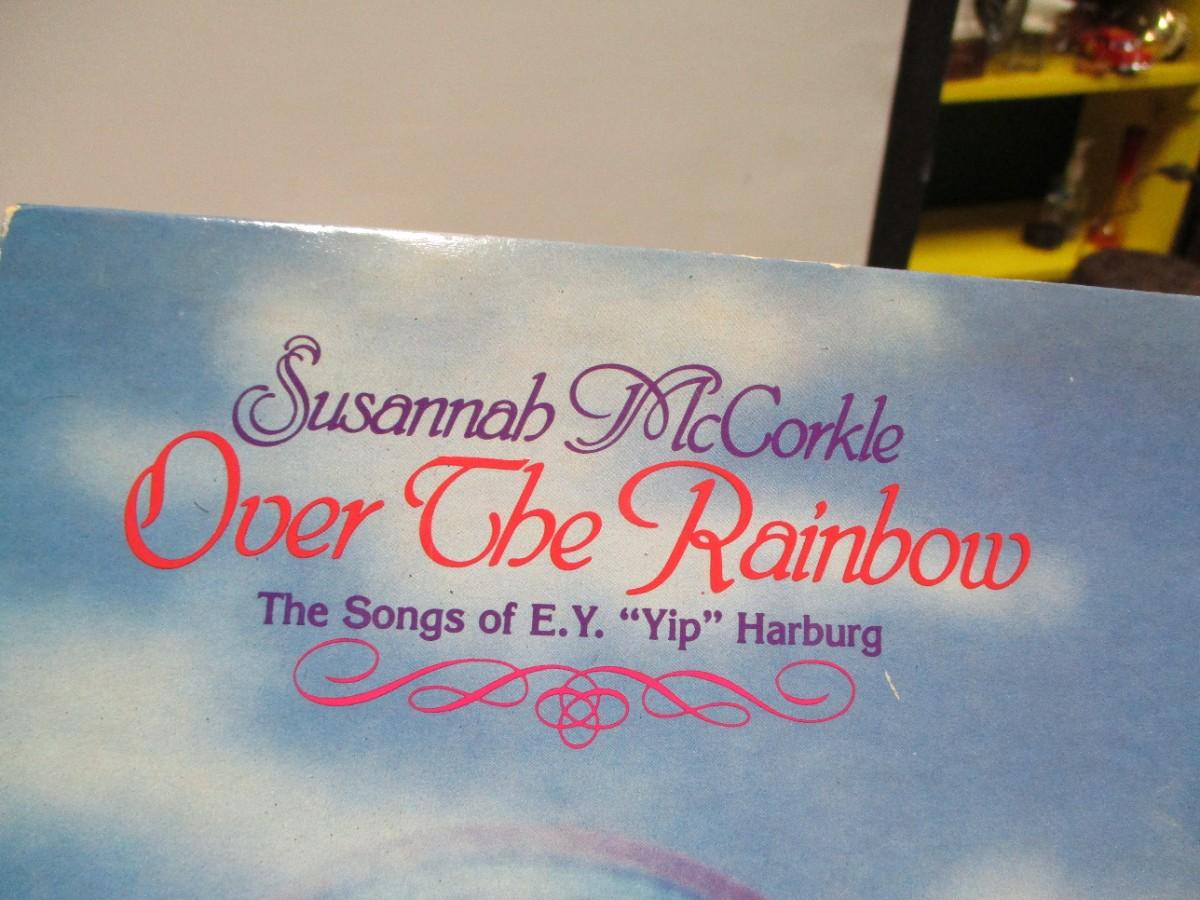 Susannah McCorkle
Over The Rainbow
The Songs of E.Y. “Yip” Harburg